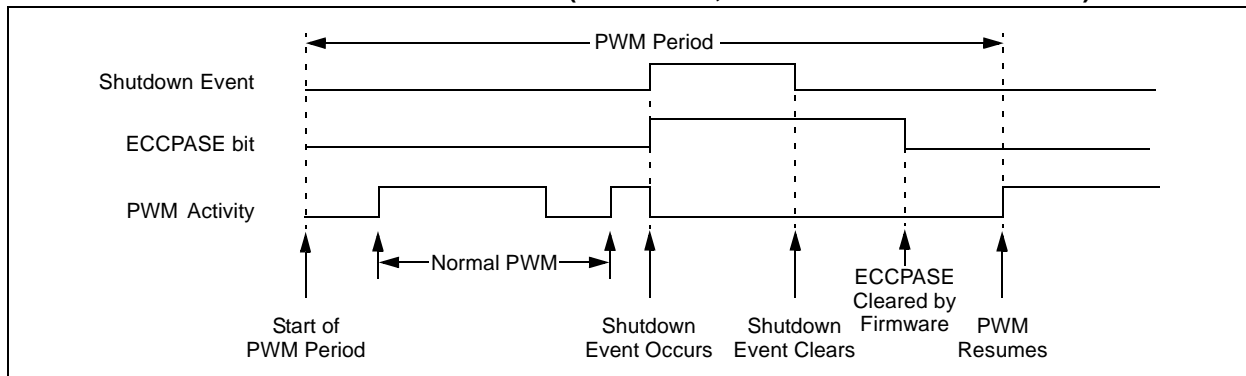 PWM Period
Shutdown Event
ECCPASE bit
PWM Activity
Normal PWM
Start of
PWM Period
Shutdown
Event Occurs
Shutdown
Event Clears
ECCPASE
Cleared by
Firmware
PWM
Resumes